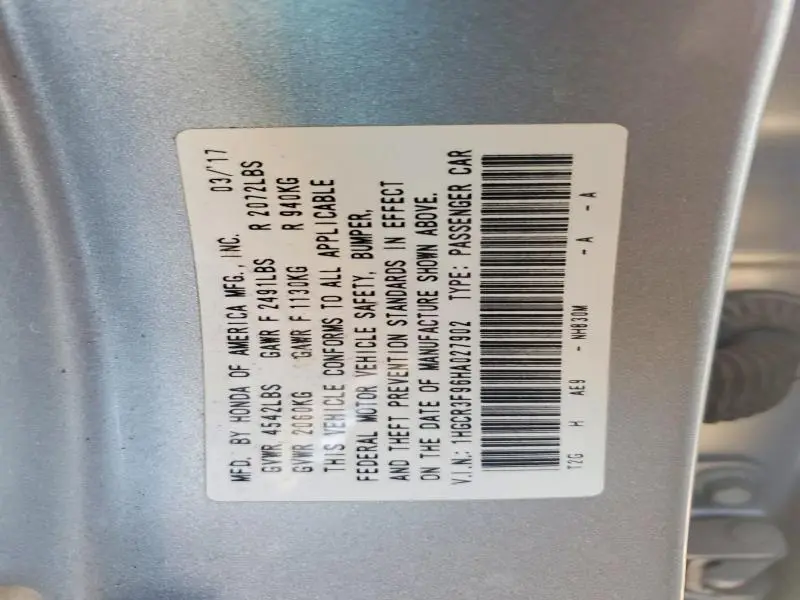 MFD. BY HONDA OF AMERICA MFG., INC. 03/'17
GVWR 4542LBS GAWR F 2491LBS R 2072LBS
GVWR 2060KG GAWR F 1130KG R 940KG
THIS VEHICLE CONFORMS TO ALL APPLICABLE
FEDERAL MOTOR VEHICLE SAFETY, BUMPER,
AND THEFT PREVENTION STANDARDS IN EFFECT
ON THE DATE OF MANUFACTURE SHOWN ABOVE.
V.I.N.: 1HGCR3F96HA027902 TYPE: PASSENGER CAR
T2G H AE9 - NH830M - A - A